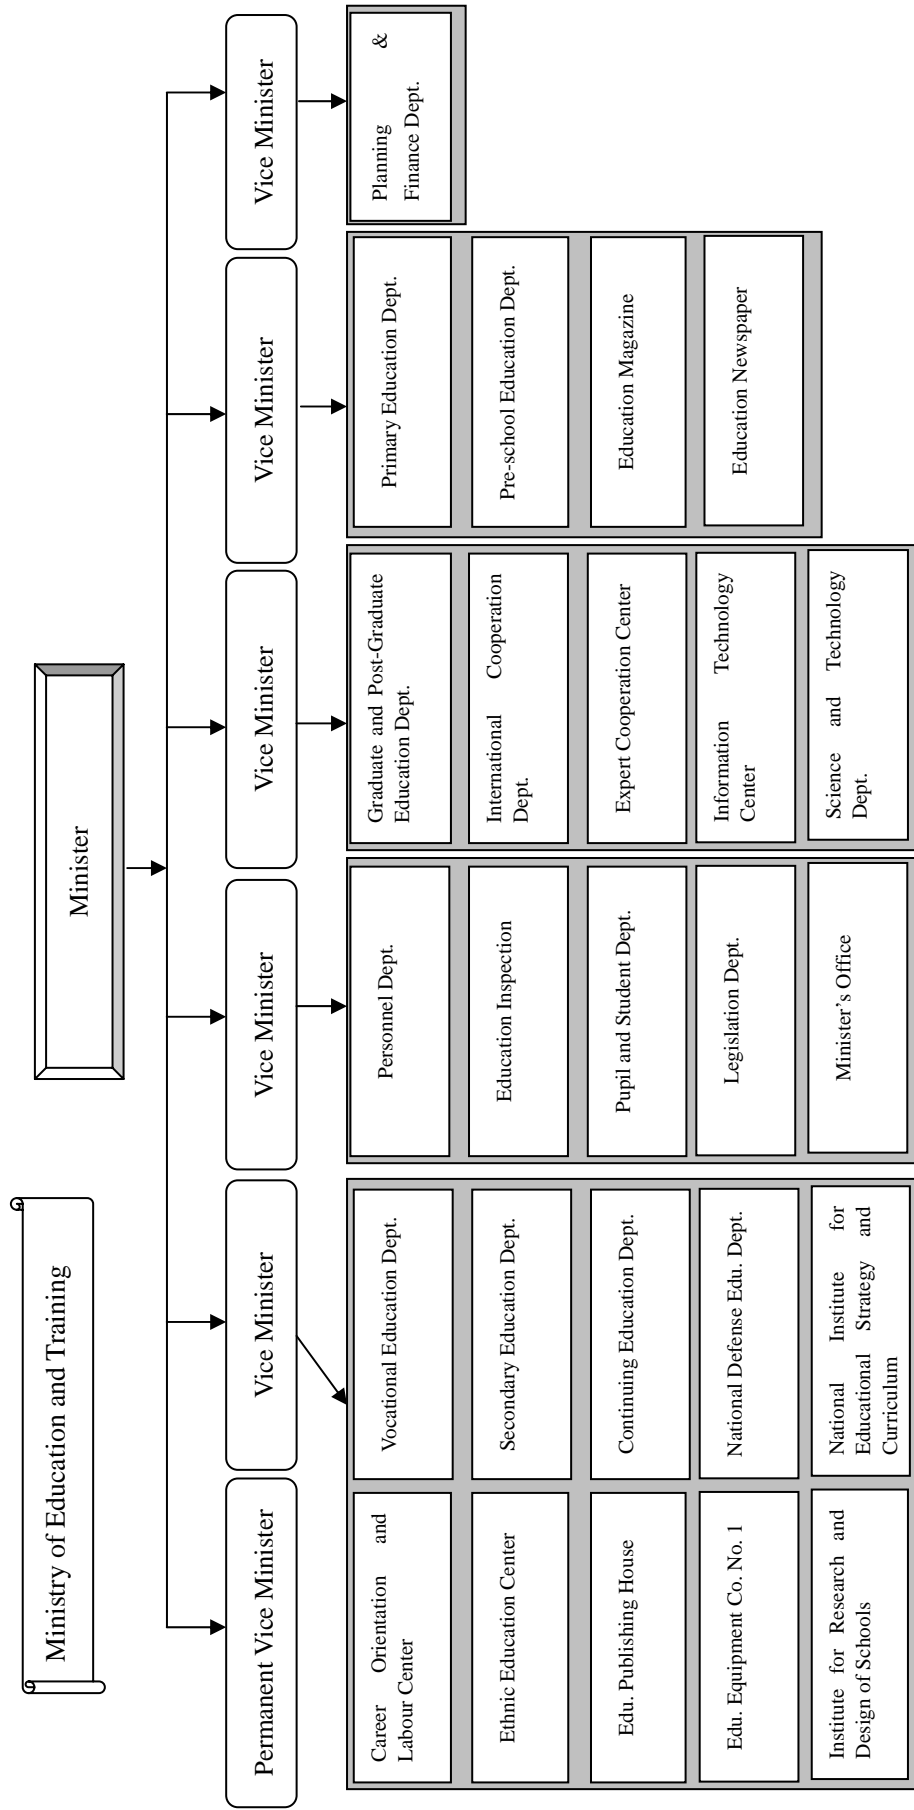 Ministry of Education and Training
Minister
Permanent Vice Minister
Vice Minister
Vice Minister
Vice Minister
Vice Minister
Vice Minister
Career Orientation and
Labour Center
Ethnic Education Center
Edu. Publishing House
Edu. Equipment Co. No. 1
Institute for Research and
Design of Schools
Vocational Education Dept.
Secondary Education Dept.
Continuing Education Dept.
National Defense Edu. Dept.
National Institute for
Educational Strategy and
Curriculum
Personnel Dept.
Education Inspection
Pupil and Student Dept.
Legislation Dept.
Minister's Office
Graduate and Post-Graduate
Education Dept.
International Cooperation
Dept.
Expert Cooperation Center
Information Technology
Center
Science and Technology
Dept.
Primary Education Dept.
Pre-school Education Dept.
Education Magazine
Education Newspaper
Planning &
Finance Dept.